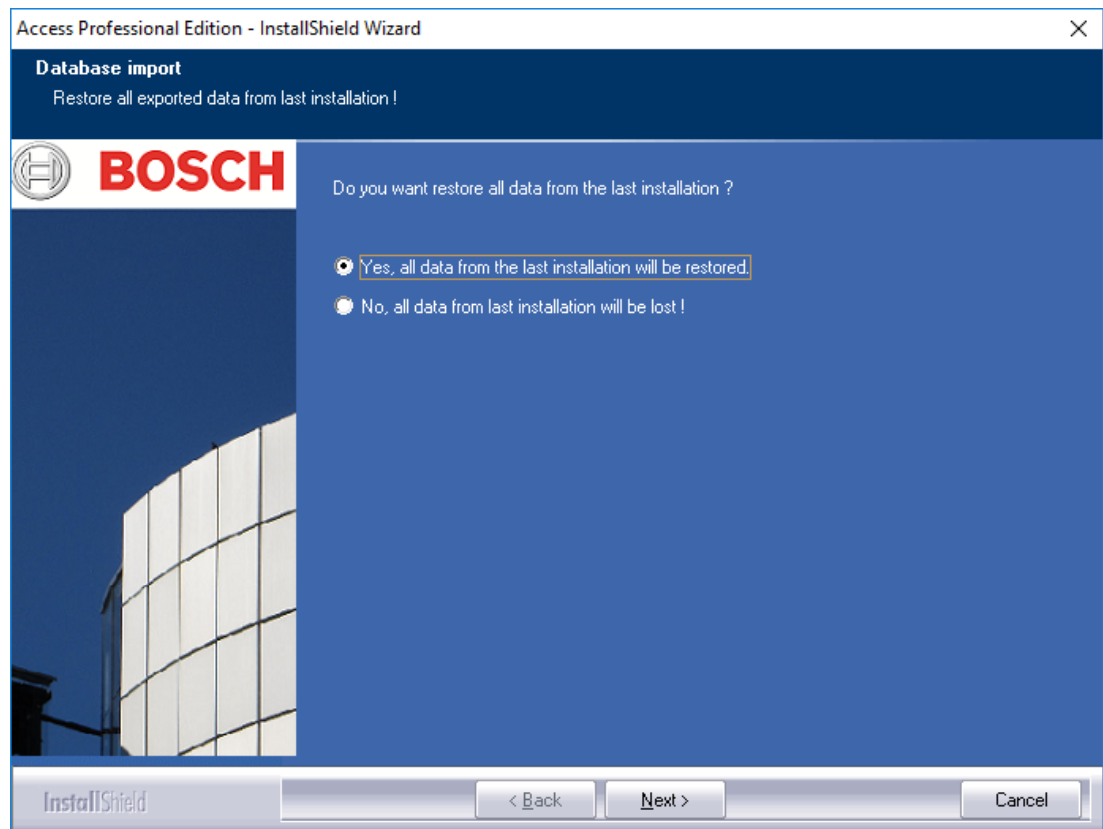 Access Professional Edition - InstallShield Wizard
Database import
Restore all exported data from last installation !
BOSCH
Do you want restore all data from the last installation ?
Yes, all data from the last installation will be restored.
No, all data from last installation will be lost !
InstallShield
< Back
Next >
Cancel